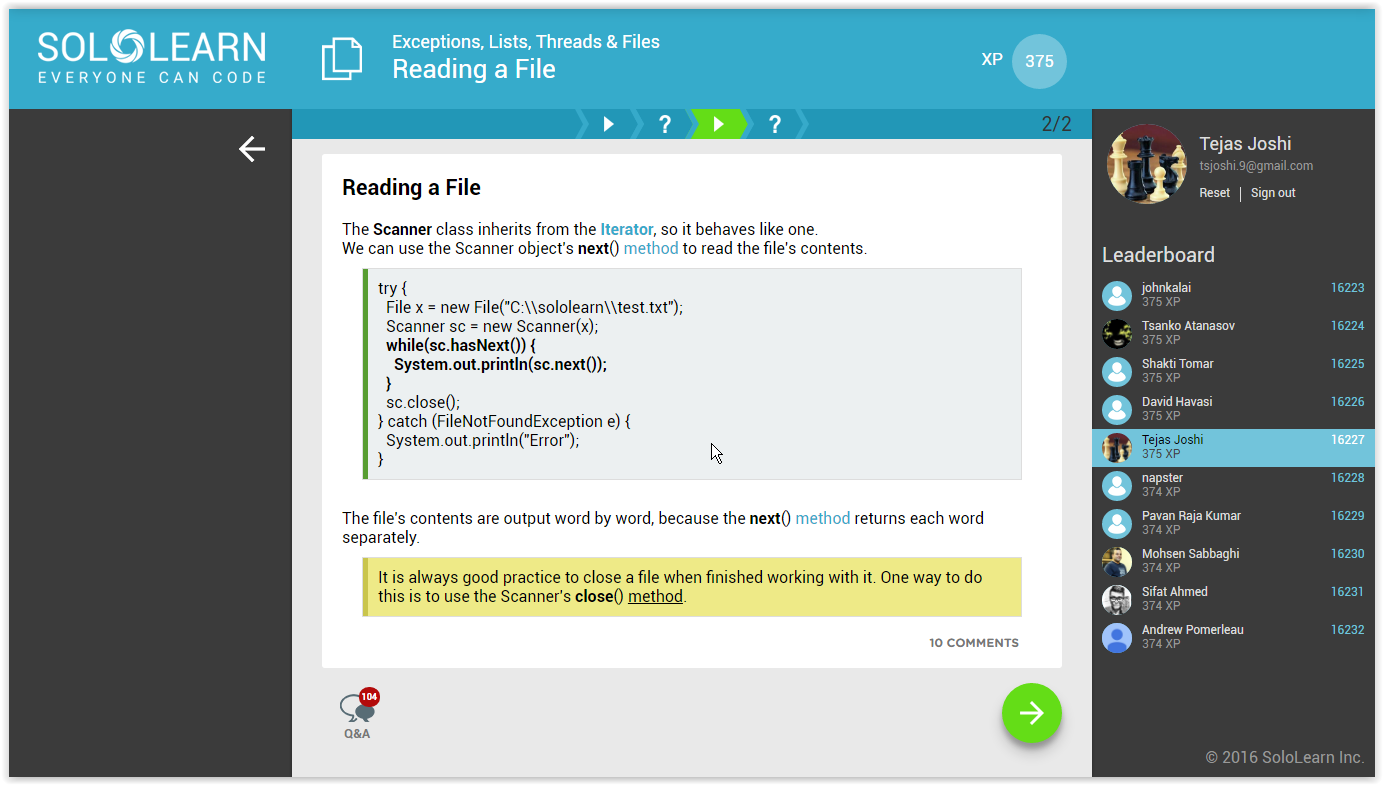 SOLOLEARN
EVERYONE CAN CODE
Exceptions, Lists, Threads & Files
Reading a File
XP 375
? ?
2/2
Tejas Joshi
tsjoshi.9@gmail.com
Reset | Sign out
Reading a File
The Scanner class inherits from the Iterator, so it behaves like one.
We can use the Scanner object's next() method to read the file's contents.
try {
File x = new File("C:\\sololearn\\test.txt");
Scanner sc = new Scanner(x);
while(sc.hasNext()) {
System.out.println(sc.next());
}
sc.close();
} catch (FileNotFoundException e) {
System.out.println("Error");
}
The file's contents are output word by word, because the next() method returns each word
separately.
It is always good practice to close a file when finished working with it. One way to do
this is to use the Scanner's close() method.
10 COMMENTS
104
Q&A
Leaderboard
johnkalai 16223
375 XP
Tsanko Atanasov 16224
375 XP
Shakti Tomar 16225
375 XP
David Havasi 16226
375 XP
Tejas Joshi 16227
375 XP
napster 16228
374 XP
Pavan Raja Kumar 16229
374 XP
Mohsen Sabbaghi 16230
374 XP
Sifat Ahmed 16231
374 XP
Andrew Pomerleau 16232
374 XP
© 2016 SoloLearn Inc.